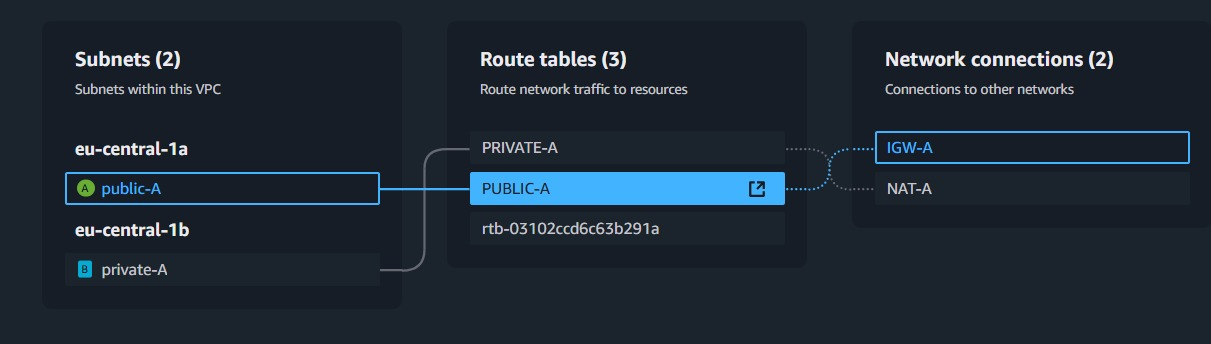 Subnets (2)
Subnets within this VPC
eu-central-1a
A public-A
eu-central-1b
B private-A
Route tables (3)
Route network traffic to resources
PRIVATE-A
PUBLIC-A
rtb-03102ccd6c63b291a
Network connections (2)
Connections to other networks
IGW-A
NAT-A